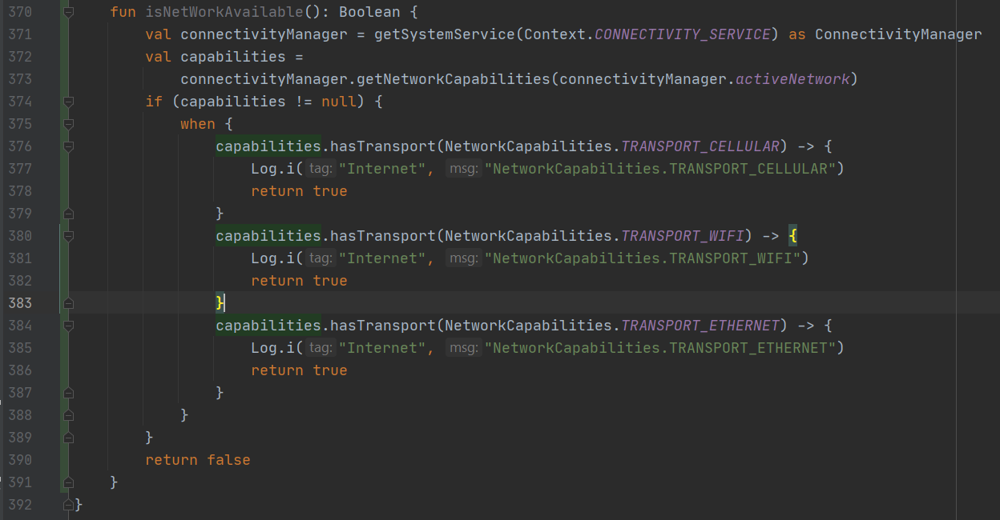 370 fun isNetWorkAvailable(): Boolean {
371 val connectivityManager = getSystemService(Context.CONNECTIVITY_SERVICE) as ConnectivityManager
372 val capabilities =
373 connectivityManager.getNetworkCapabilities(connectivityManager.activeNetwork)
374 if (capabilities != null) {
375 when {
376 capabilities.hasTransport(NetworkCapabilities.TRANSPORT_CELLULAR) -> {
377 Log.i( tag: "Internet", msg: "NetworkCapabilities.TRANSPORT_CELLULAR")
378 return true
379 }
380 capabilities.hasTransport(NetworkCapabilities.TRANSPORT_WIFI) -> {
381 Log.i( tag: "Internet", msg: "NetworkCapabilities.TRANSPORT_WIFI")
382 return true
383 }
384 capabilities.hasTransport(NetworkCapabilities.TRANSPORT_ETHERNET) -> {
385 Log.i( tag: "Internet", msg: "NetworkCapabilities.TRANSPORT_ETHERNET")
386 return true
387 }
388 }
389 }
390 return false
391 }
392 }